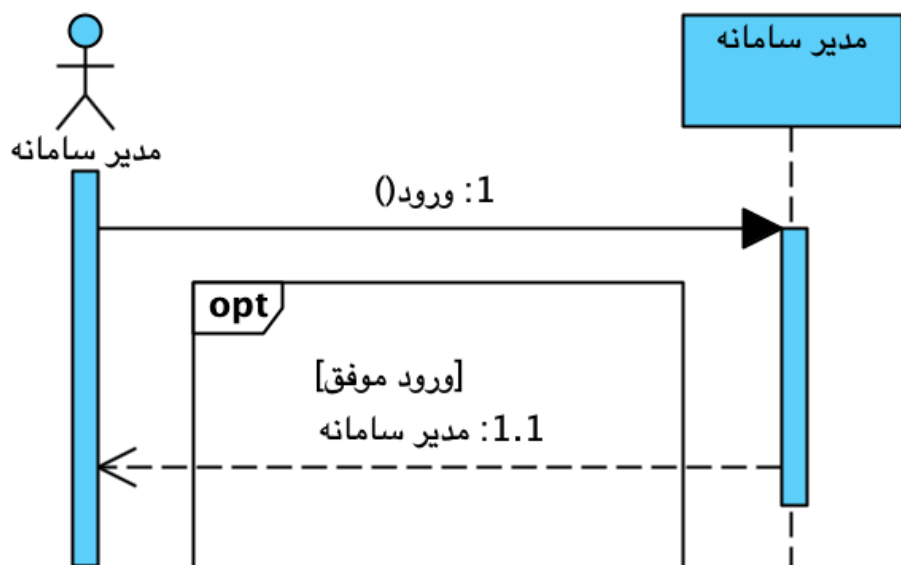 مدیر سامانه
مدیر سامانه
1: ورود()
opt
[ورود موفق]
1.1: مدیر سامانه